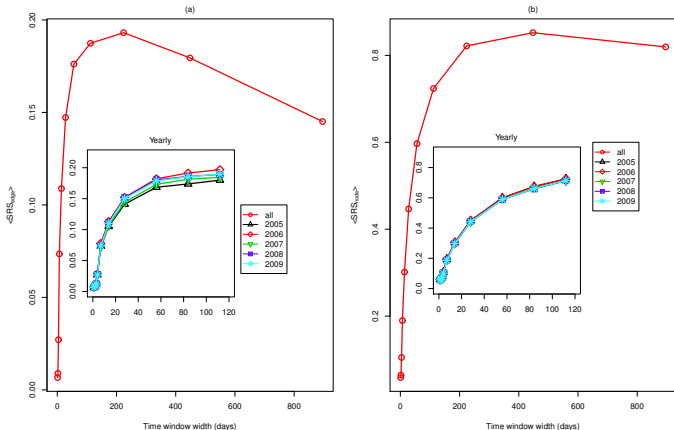 (a)
<SRS_edge>
0.00 0.05 0.10 0.15 0.20
0 200 400 600 800
Time window width (days)
Yearly
0.00 0.05 0.10 0.15 0.20
0 20 40 60 80 100 120
all
2005
2006
2007
2008
2009
(b)
<SRS_node>
0.2 0.4 0.6 0.8
0 200 400 600 800
Time window width (days)
Yearly
0.0 0.2 0.4 0.6 0.8
0 20 40 60 80 100 120
all
2005
2006
2007
2008
2009